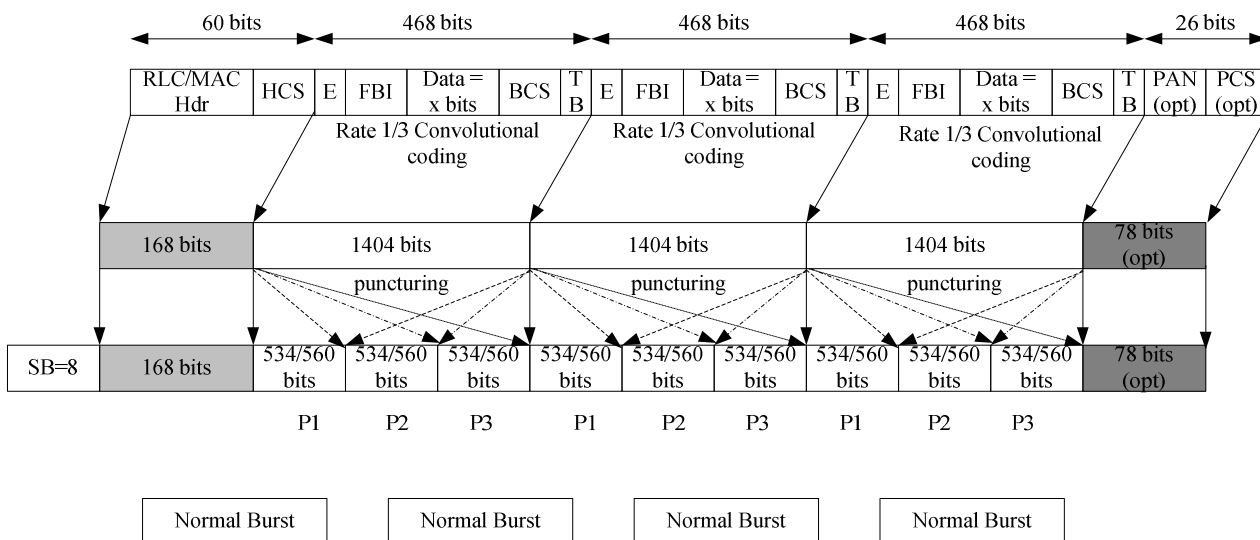 60 bits 468 bits 468 bits 468 bits 26 bits
RLC/MAC Hdr HCS E FBI Data = x bits BCS T B E FBI Data = x bits BCS T B E FBI Data = x bits BCS T B PAN (opt) PCS (opt)
Rate 1/3 Convolutional coding Rate 1/3 Convolutional coding Rate 1/3 Convolutional coding
168 bits 1404 bits 1404 bits 1404 bits 78 bits (opt)
puncturing puncturing puncturing
SB=8 168 bits 534/560 bits 534/560 bits 534/560 bits 534/560 bits 534/560 bits 534/560 bits 534/560 bits 534/560 bits 534/560 bits 78 bits (opt)
P1 P2 P3 P1 P2 P3 P1 P2 P3
Normal Burst Normal Burst Normal Burst Normal Burst